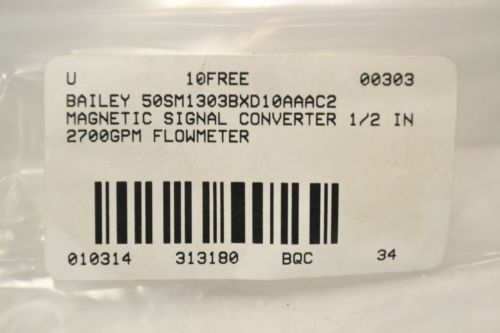 U 10FREE 00303
BAILEY 50SM1303BXD10AAAC2
MAGNETIC SIGNAL CONVERTER 1/2 IN
2700GPM FLOWMETER
010314 313180 BQC 34